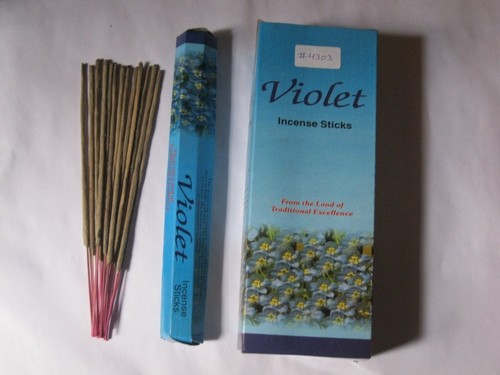 #4303
Violet
Incense Sticks
From the Land of
Traditional Excellence
Violet
Incense
Sticks